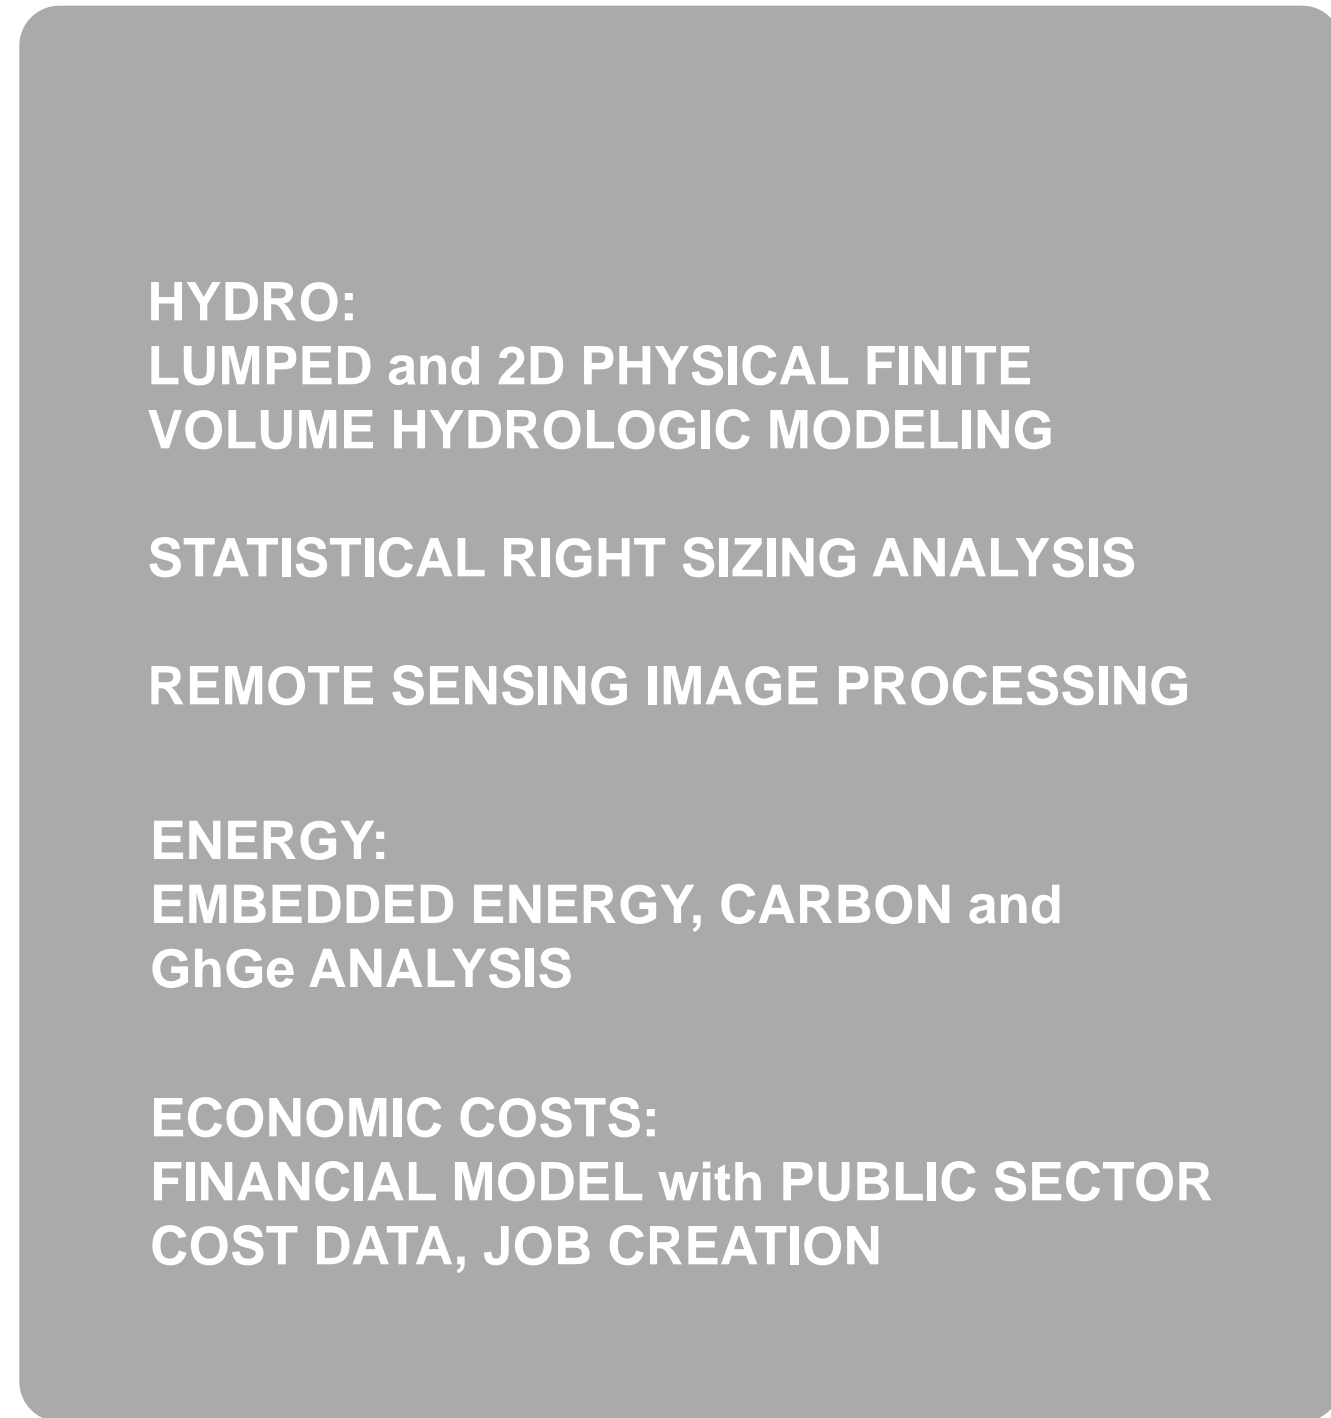 HYDRO:
LUMPED and 2D PHYSICAL FINITE
VOLUME HYDROLOGIC MODELING
STATISTICAL RIGHT SIZING ANALYSIS
REMOTE SENSING IMAGE PROCESSING
ENERGY:
EMBEDDED ENERGY, CARBON and
GhGe ANALYSIS
ECONOMIC COSTS:
FINANCIAL MODEL with PUBLIC SECTOR
COST DATA, JOB CREATION